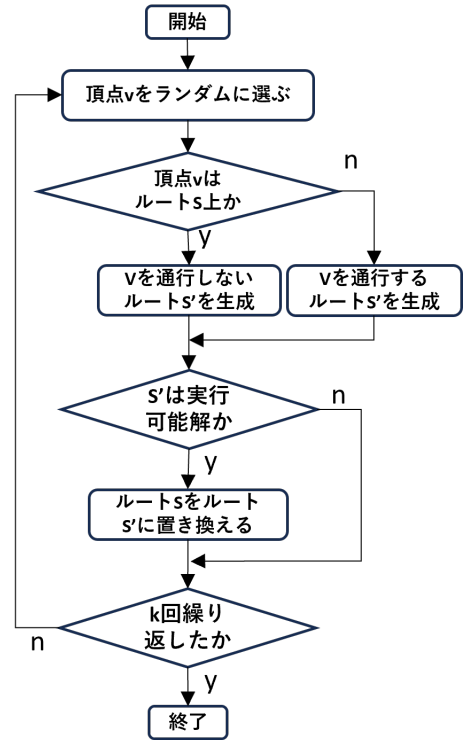 開始
頂点vをランダムに選ぶ
頂点vは
ルートS上か
n
y
Vを通行しない
ルートS’を生成
Vを通行する
ルートS’を生成
S’は実行
可能解か
n
y
ルートSをルート
S’に置き換える
k回繰り
返したか
n
y
終了